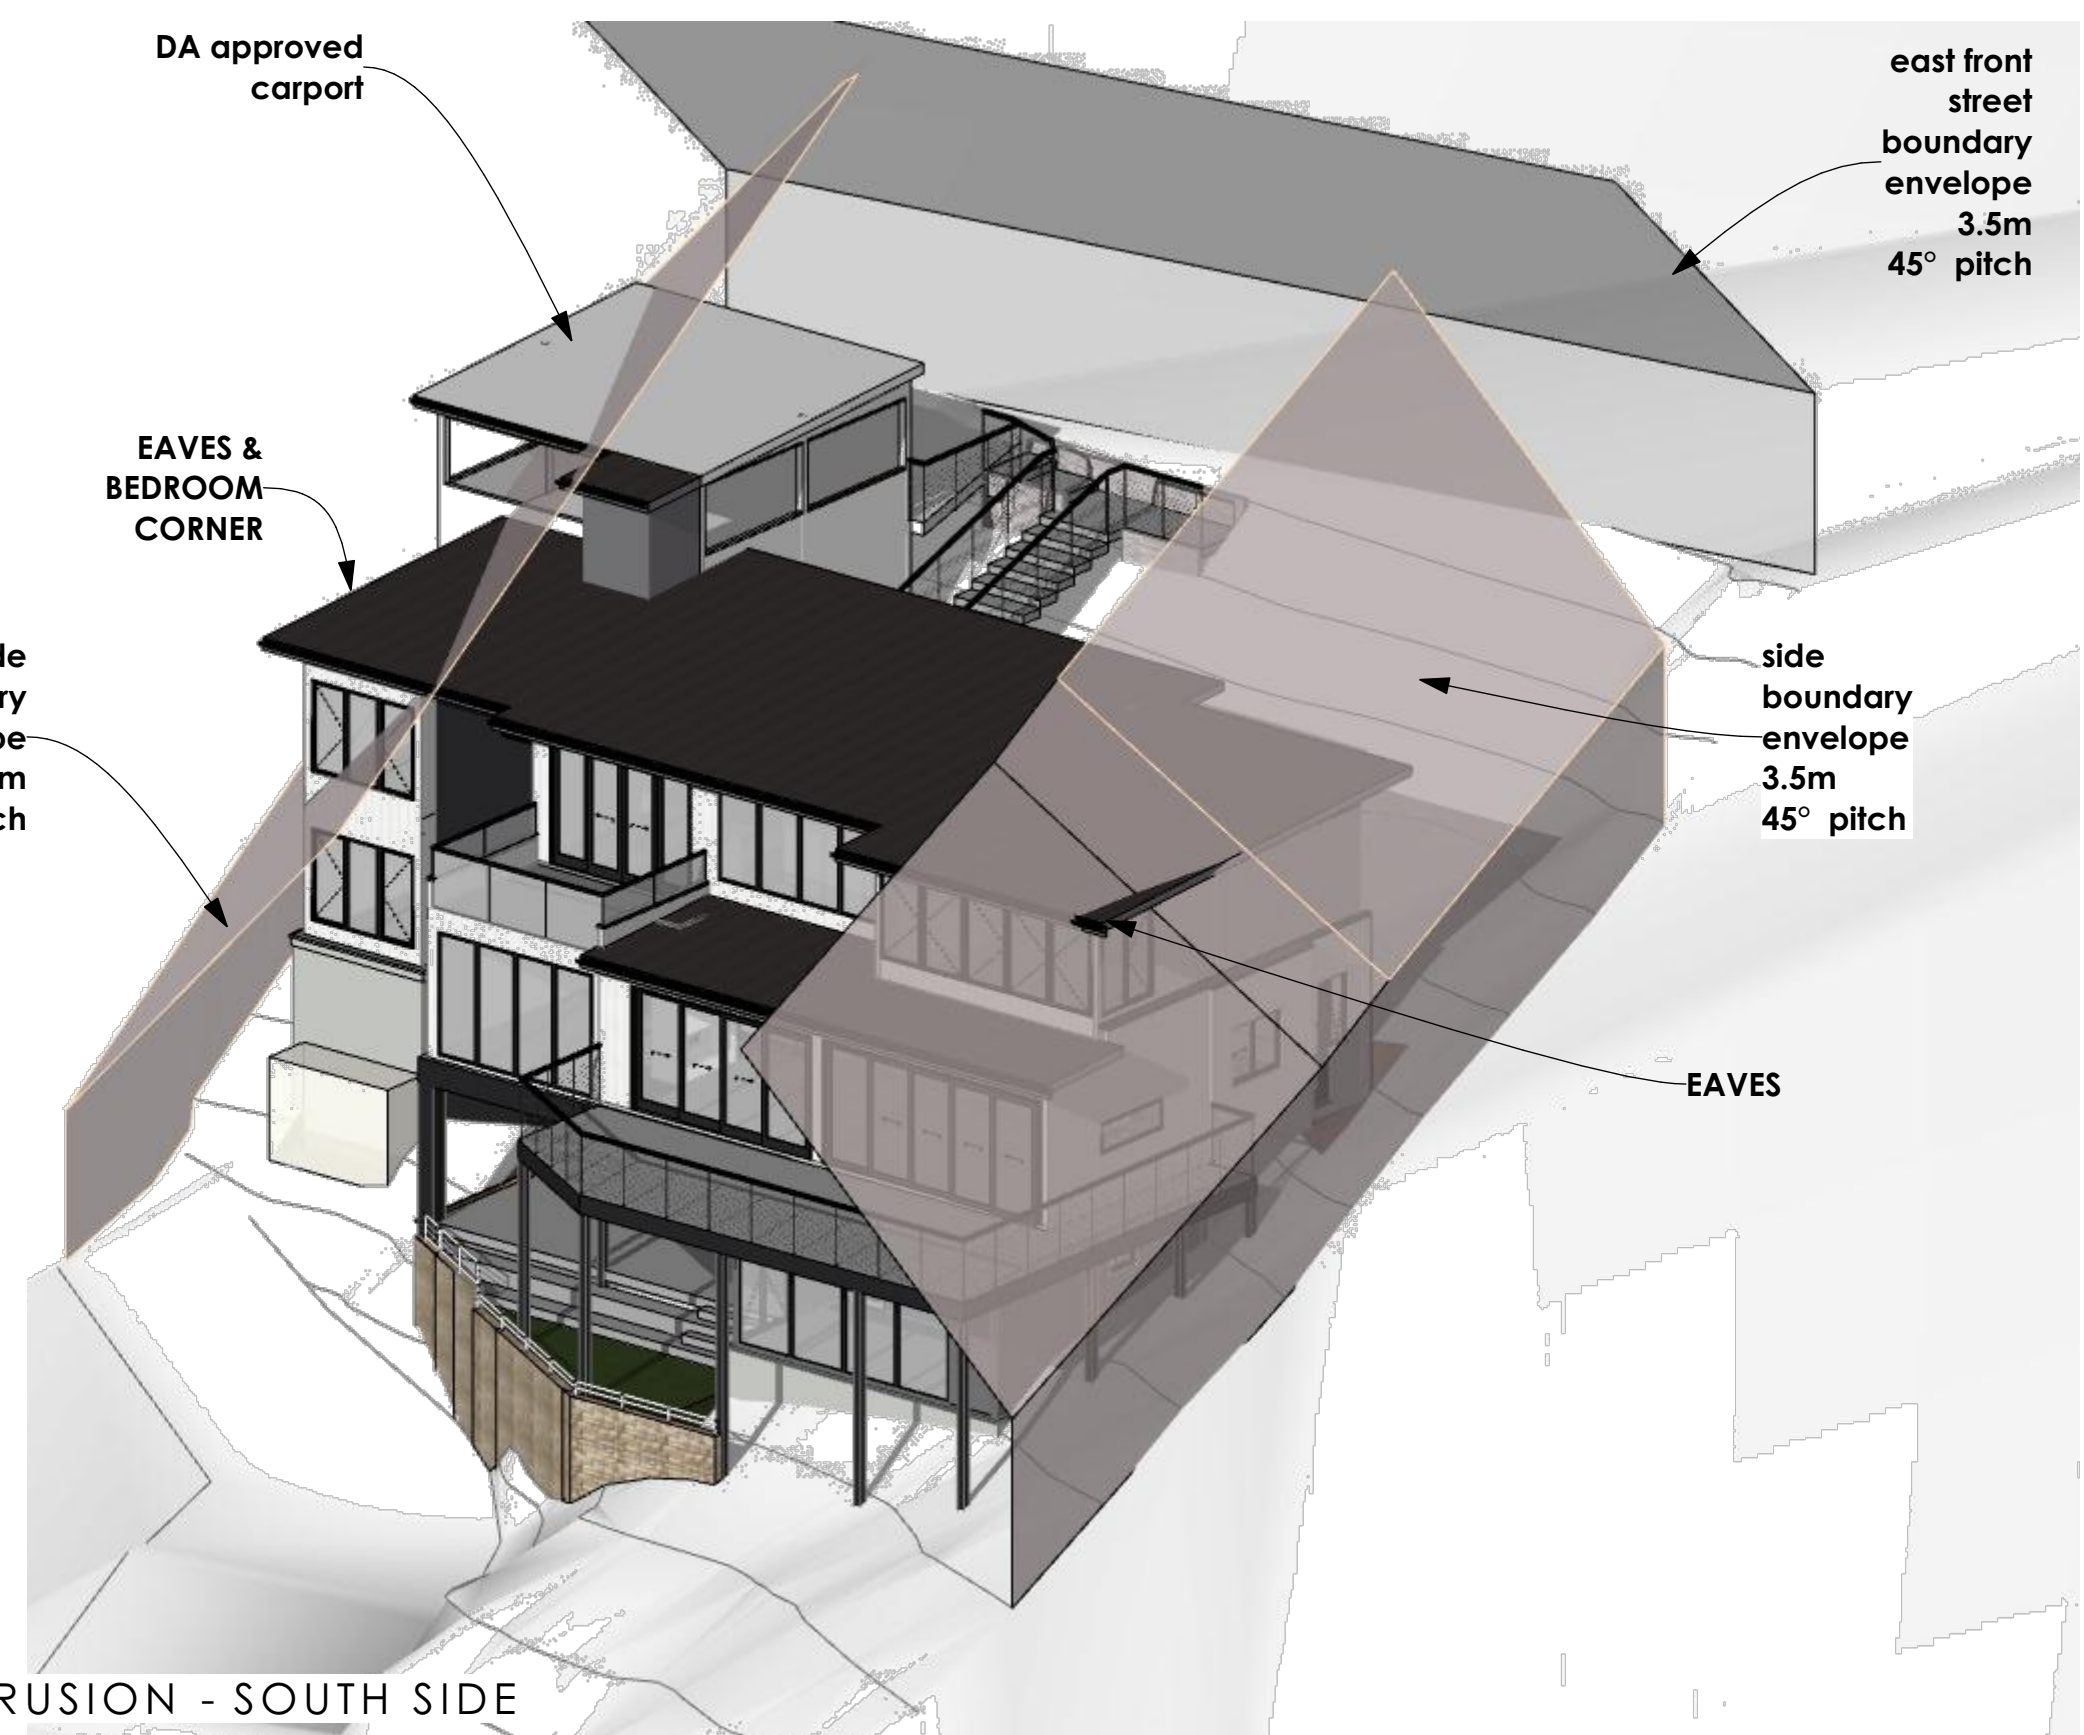 DA approved
carport
east front
street
boundary
envelope
3.5m
45° pitch
EAVES &
BEDROOM
CORNER
side
boundary
envelope
3.5m
45° pitch
EAVES
RUSION - SOUTH SIDE